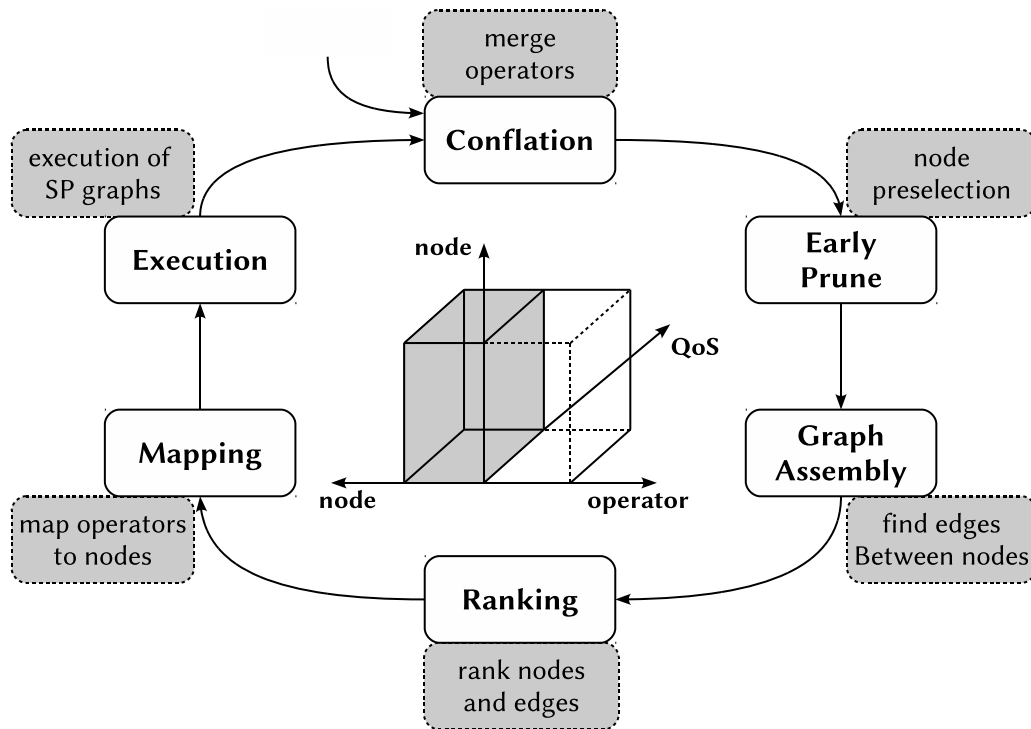 merge
operators
Conflation
node
preselection
Early
Prune
Graph
Assembly
find edges
Between nodes
Ranking
rank nodes
and edges
Mapping
map operators
to nodes
execution of
SP graphs
Execution
node
QoS
node
operator